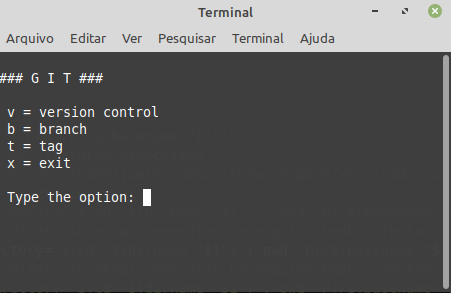 Terminal
Arquivo Editar Ver Pesquisar Terminal Ajuda
### G I T ###
v = version control
b = branch
t = tag
x = exit
Type the option: